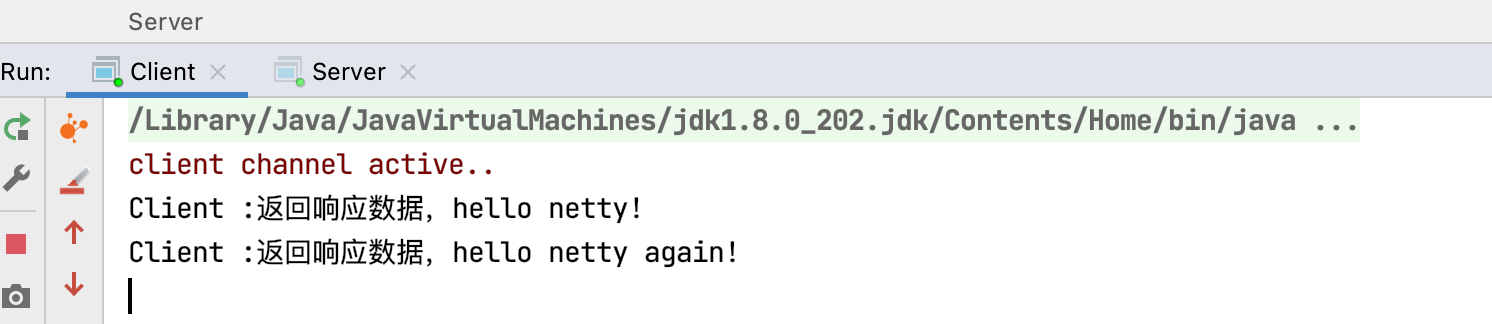 Server
Run:
Client
Server
/Library/Java/JavaVirtualMachines/jdk1.8.0_202.jdk/Contents/Home/bin/java ...
client channel active..
Client :返回响应数据，hello netty!
Client :返回响应数据，hello netty again!